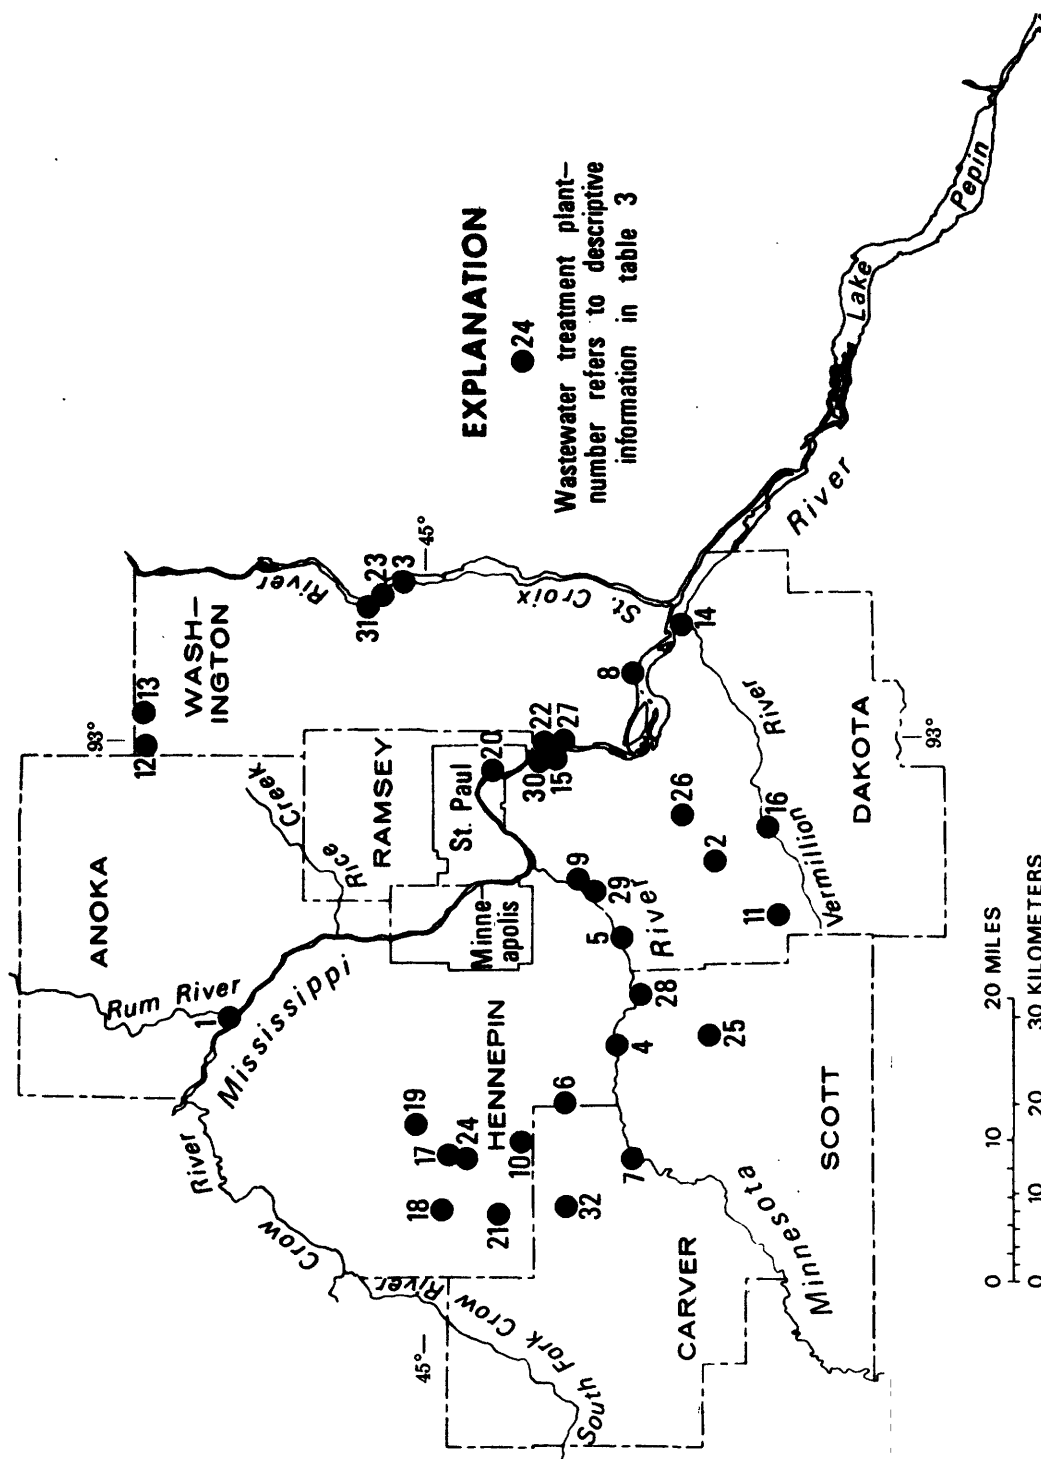 EXPLANATION
24
Wastewater treatment plant—
number refers to descriptive
information in table 3
ANOKA
Rum River
1
Mississippi
Rice
Creek
12
93°
13
WASH—
INGTON
River
31
23
3
45°
St.
Croix
RAMSEY
St. Paul
Minne-
apolis
20
30
22
15
27
8
14
River
Lake
Pepin
River
Crow
River
South Fork Crow
45°
HENNEPIN
19
17
24
18
21
10
6
32
7
4
28
5
29
9
River
25
26
2
11
16
Vermillion
River
DAKOTA
93°
SCOTT
CARVER
Minnesota
0 10 20 MILES
0 10 20 30 KILOMETERS